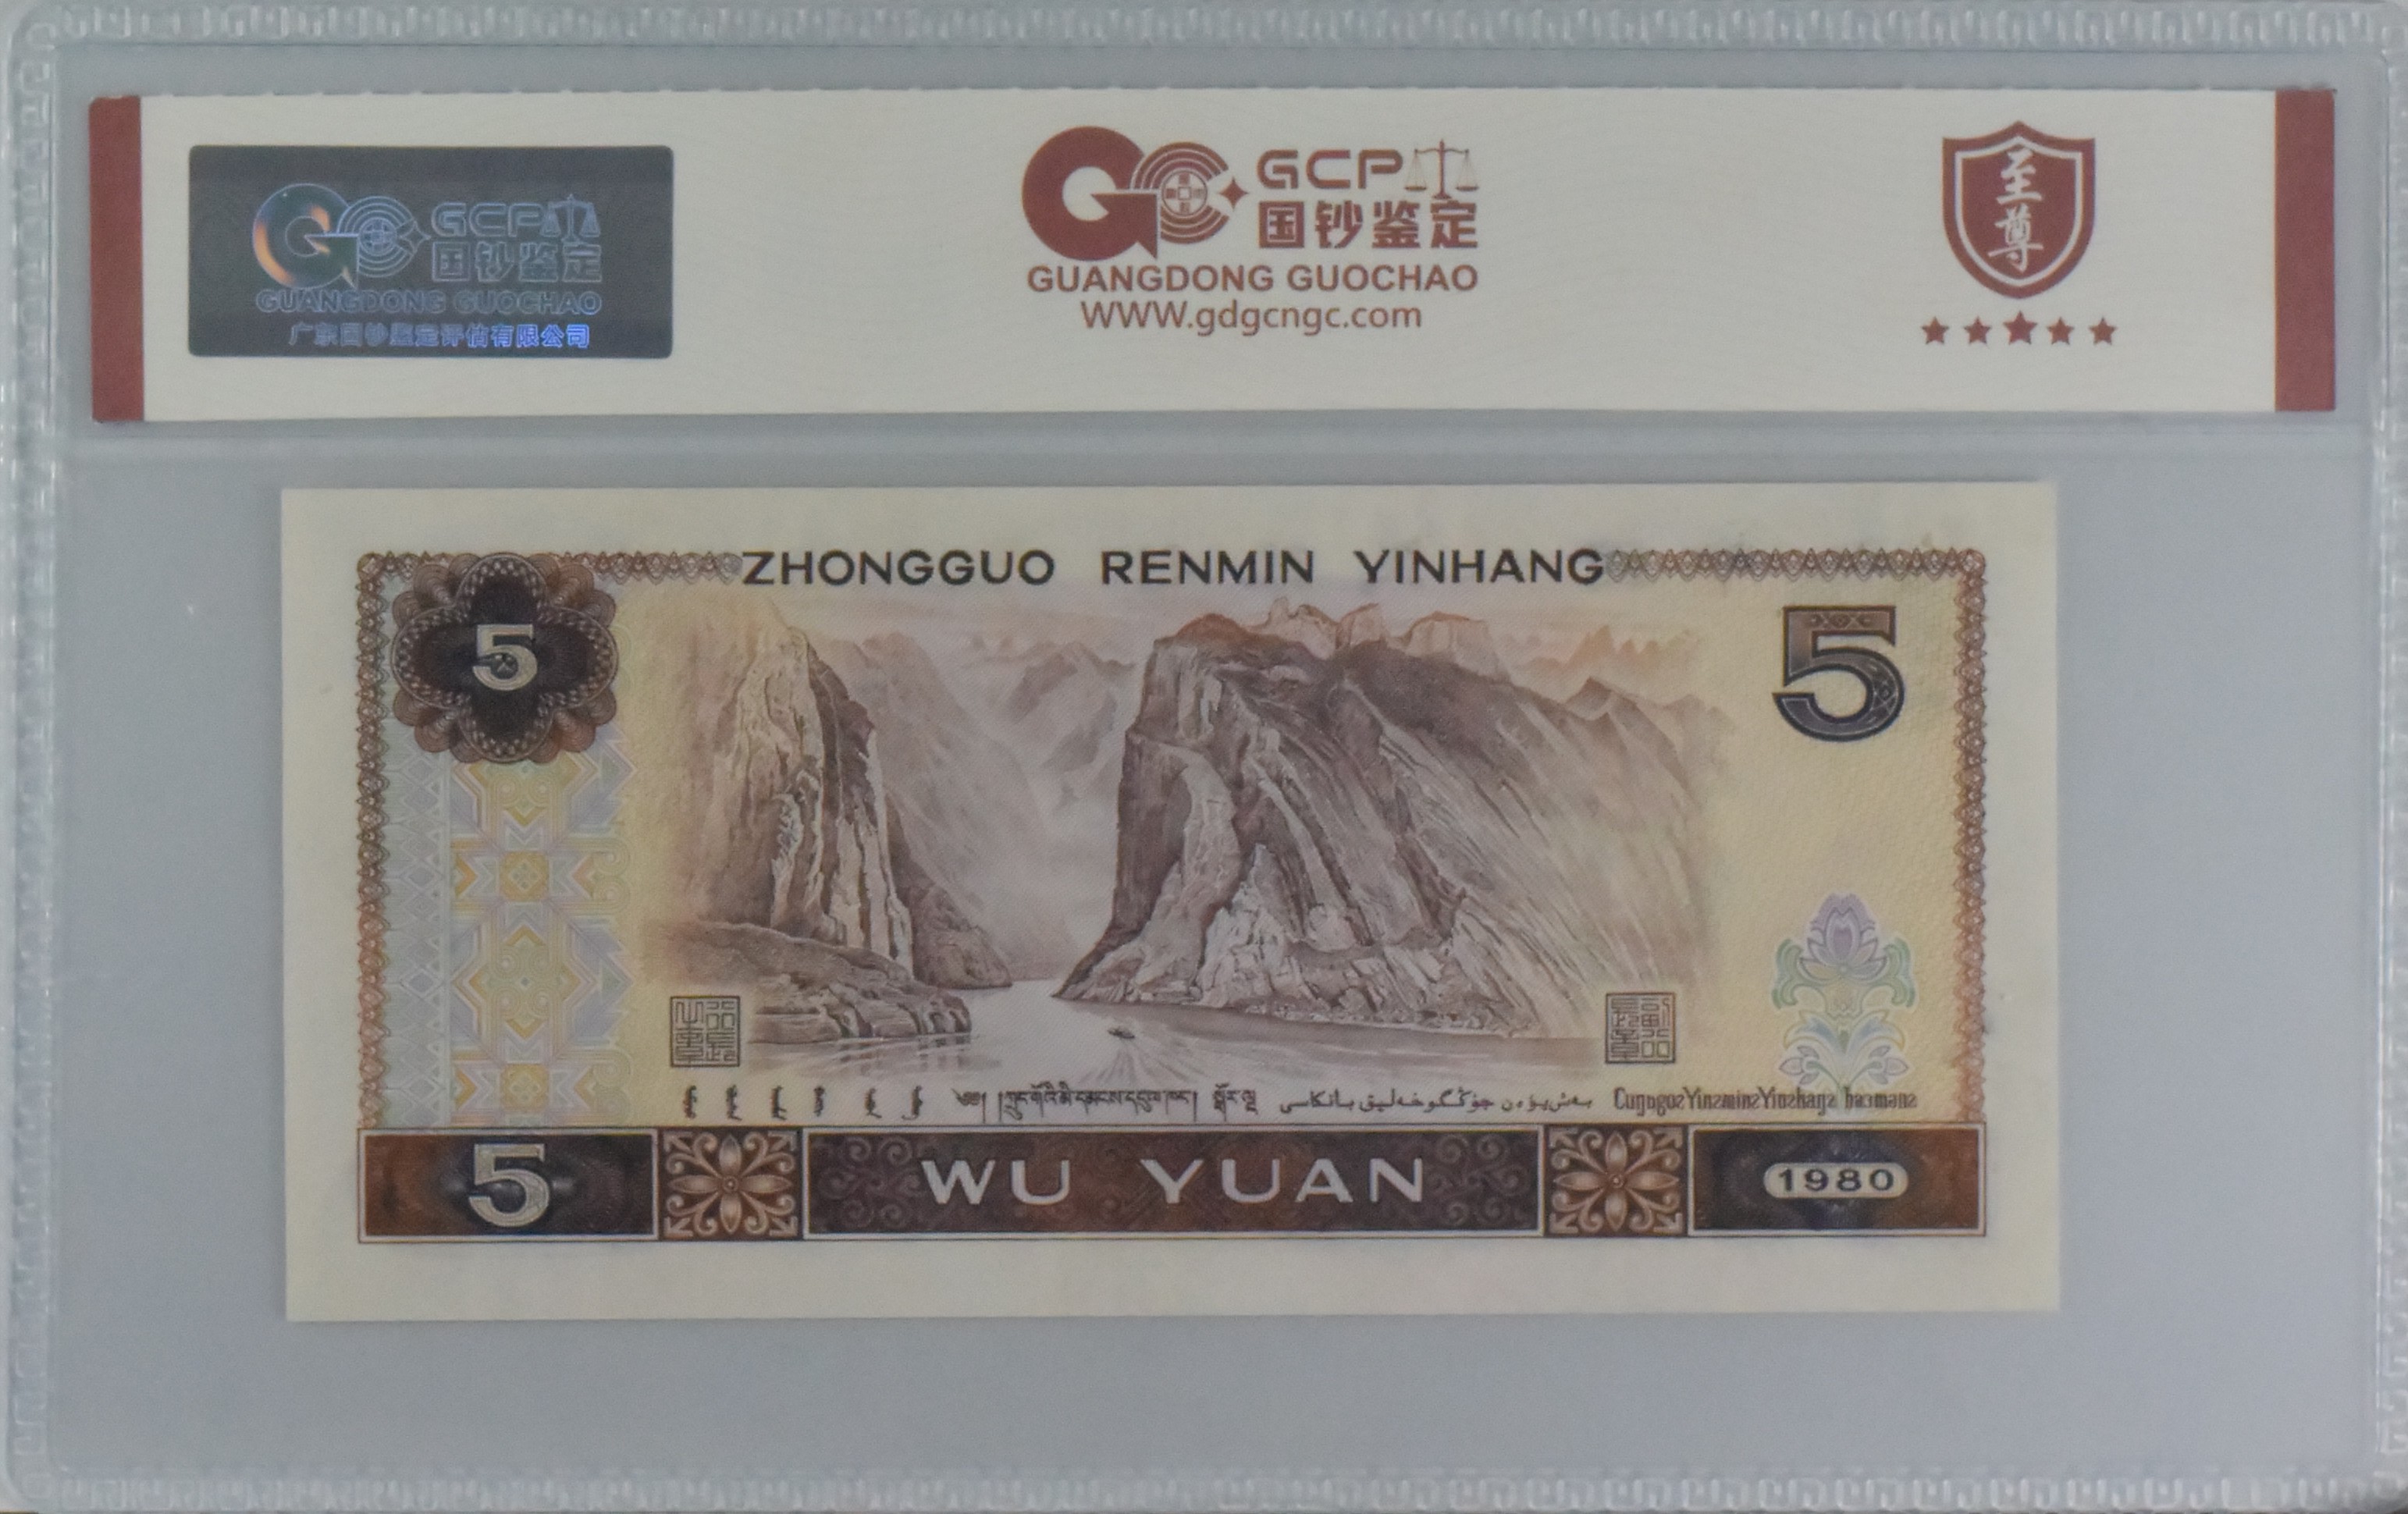 GCP
国钞鉴定
GUANGDONG GUOCHAO
广东国钞鉴定评估有限公司
GCP
国钞鉴定
GUANGDONG GUOCHAO
WWW.gdgcngc.com
至尊
ZHONGGUO RENMIN YINHANG
5
5
Cuŋƨgoƨ Yinƨminƨ Yinƨhaŋƨ
5
WU YUAN
1980